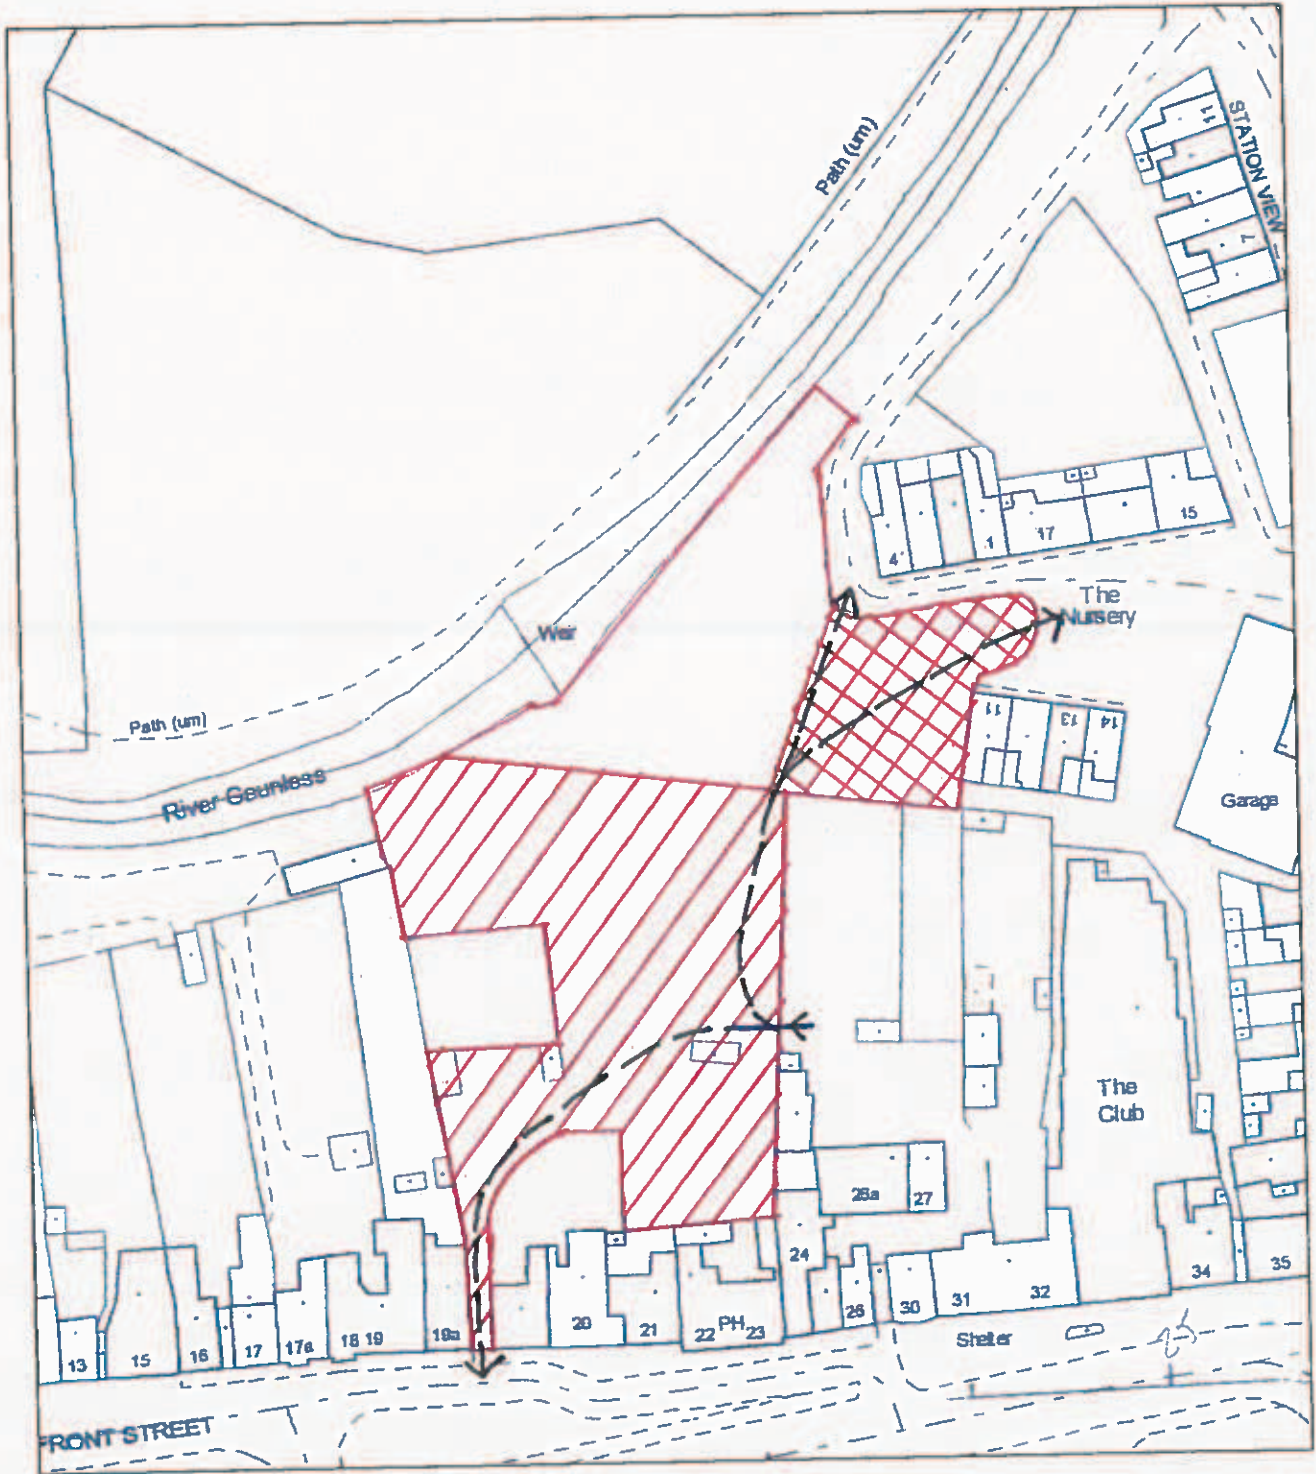 Path (um)
STATION VIEW
11
7
4
1
17
15
The
Nursery
Weir
Path (um)
River Gaunless
11
13
14
Garage
The
Club
28a
27
24
35
34
20
26
30
31
32
21
22
PH
23
19a
18
19
17a
17
16
15
13
Shelter
FRONT STREET